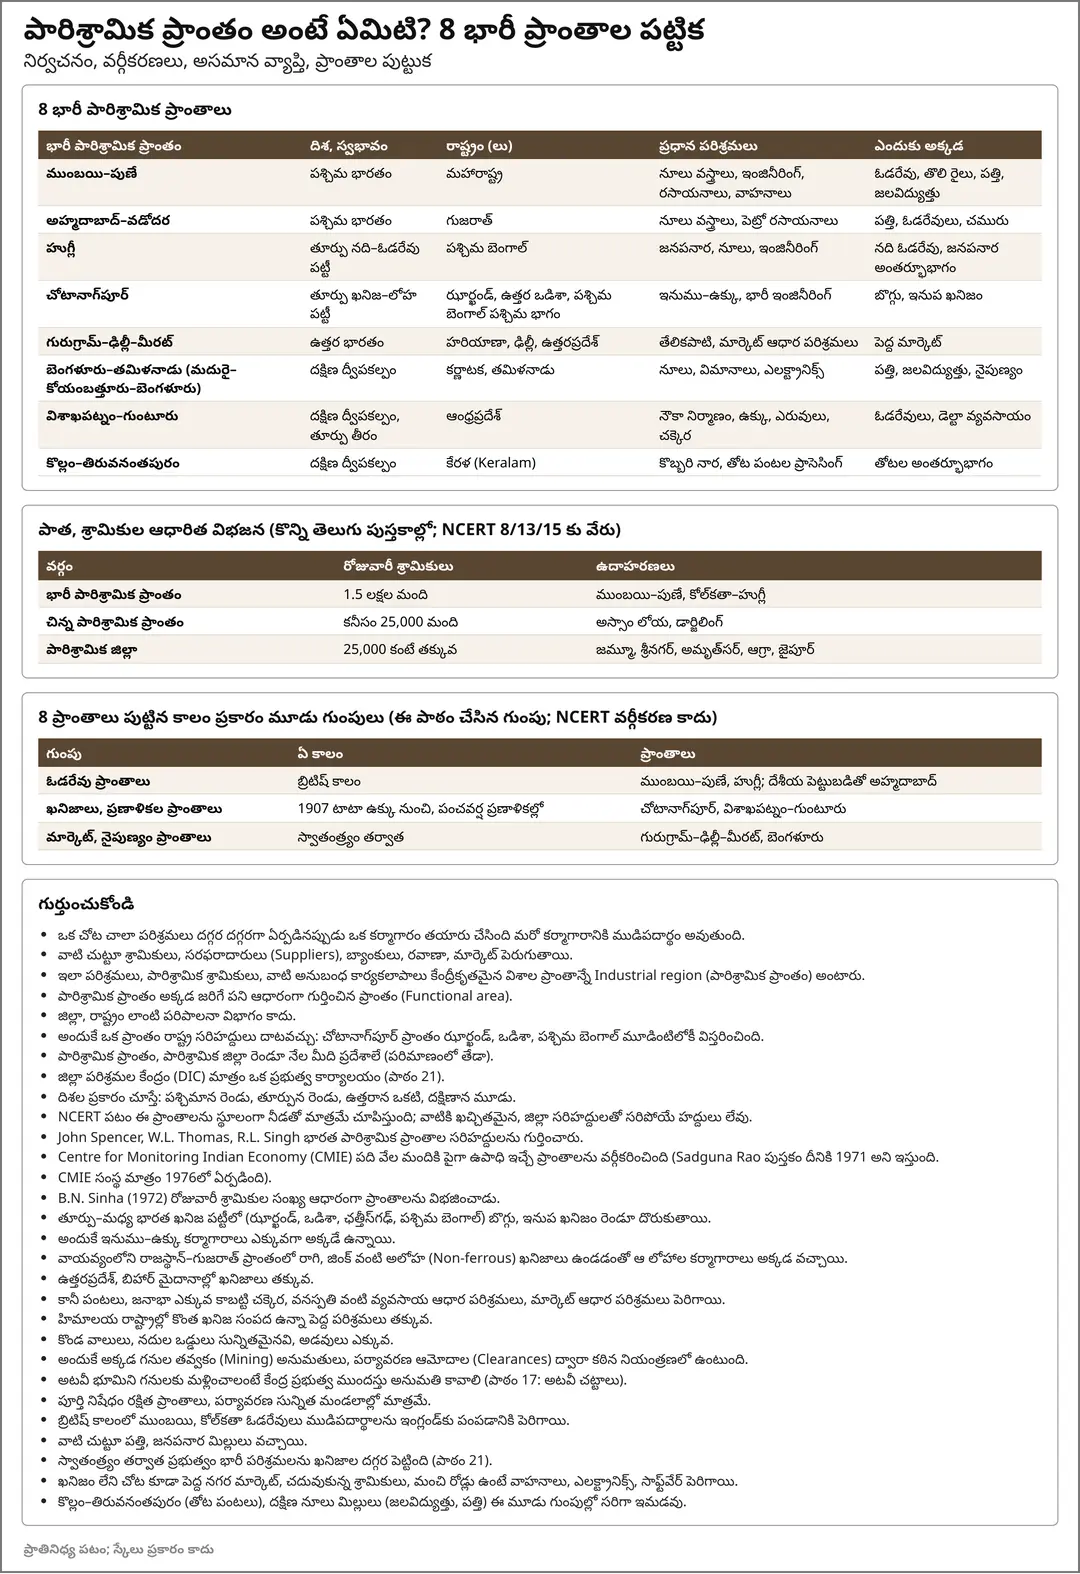 పారిశ్రామిక ప్రాంతం అంటే ఏమిటి? 8 భారీ ప్రాంతాల పట్టిక
నిర్వచనం, వర్గీకరణలు, అసమాన వ్యాప్తి, ప్రాంతాల పుట్టుక
8 భారీ పారిశ్రామిక ప్రాంతాలు
భారీ పారిశ్రామిక ప్రాంతం దిశ, స్వభావం రాష్ట్రం (లు) ప్రధాన పరిశ్రమలు ఎందుకు అక్కడ
ముంబయి–పుణే పశ్చిమ భారతం మహారాష్ట్ర నూలు వస్త్రాలు, ఇంజినీరింగ్, ఓడరేవు, తొలి రైలు, పత్తి,
రసాయనాలు, వాహనాలు జలవిద్యుత్తు
అహ్మదాబాద్–వడోదర పశ్చిమ భారతం గుజరాత్ నూలు వస్త్రాలు, పెట్రో రసాయనాలు పత్తి, ఓడరేవులు, చమురు
హుగ్లీ తూర్పు నది–ఓడరేవు పశ్చిమ బెంగాల్ జనపనార, నూలు, ఇంజినీరింగ్ నది ఓడరేవు, జనపనార
పట్టీ అంతర్భూభాగం
చోటానాగ్‌పూర్ తూర్పు ఖనిజ–లోహ ఝార్ఖండ్, ఉత్తర ఒడిశా, పశ్చిమ ఇనుము–ఉక్కు, భారీ ఇంజినీరింగ్ బొగ్గు, ఇనుప ఖనిజం
పట్టీ బెంగాల్ పశ్చిమ భాగం
గురుగ్రామ్–ఢిల్లీ–మీరట్ ఉత్తర భారతం హరియాణా, ఢిల్లీ, ఉత్తరప్రదేశ్ తేలికపాటి, మార్కెట్ ఆధార పరిశ్రమలు పెద్ద మార్కెట్
బెంగళూరు–తమిళనాడు (మదురై– దక్షిణ ద్వీపకల్పం కర్ణాటక, తమిళనాడు నూలు, విమానాలు, ఎలక్ట్రానిక్స్ పత్తి, జలవిద్యుత్తు, నైపుణ్యం
కోయంబత్తూరు–బెంగళూరు)
విశాఖపట్నం–గుంటూరు దక్షిణ ద్వీపకల్పం, ఆంధ్రప్రదేశ్ నౌకా నిర్మాణం, ఉక్కు, ఎరువులు, ఓడరేవులు, డెల్టా వ్యవసాయం
తూర్పు తీరం చక్కెర
కొల్లం–తిరువనంతపురం దక్షిణ ద్వీపకల్పం కేరళ (Keralam) కొబ్బరి నార, తోట పంటల ప్రాసెసింగ్ తోటల అంతర్భూభాగం
పాత, శ్రామికుల ఆధారిత విభజన (కొన్ని తెలుగు పుస్తకాల్లో; NCERT 8/13/15 కు వేరు)
వర్గం రోజువారీ శ్రామికులు ఉదాహరణలు
భారీ పారిశ్రామిక ప్రాంతం 1.5 లక్షల మంది ముంబయి–పుణే, కోల్‌కతా–హుగ్లీ
చిన్న పారిశ్రామిక ప్రాంతం కనీసం 25,000 మంది అస్సాం లోయ, డార్జిలింగ్
పారిశ్రామిక జిల్లా 25,000 కంటే తక్కువ జమ్మూ, శ్రీనగర్, అమృత్‌సర్, ఆగ్రా, జైపూర్
8 ప్రాంతాలు పుట్టిన కాలం ప్రకారం మూడు గుంపులు (ఈ పాఠం చేసిన గుంపు; NCERT వర్గీకరణ కాదు)
గుంపు ఏ కాలం ప్రాంతాలు
ఓడరేవు ప్రాంతాలు బ్రిటిష్ కాలం ముంబయి–పుణే, హుగ్లీ; దేశీయ పెట్టుబడితో అహ్మదాబాద్
ఖనిజాలు, ప్రణాళికల ప్రాంతాలు 1907 టాటా ఉక్కు నుంచి, పంచవర్ష ప్రణాళికల్లో చోటానాగ్‌పూర్, విశాఖపట్నం–గుంటూరు
మార్కెట్, నైపుణ్యం ప్రాంతాలు స్వాతంత్ర్యం తర్వాత గురుగ్రామ్–ఢిల్లీ–మీరట్, బెంగళూరు
గుర్తుంచుకోండి
• ఒక చోట చాలా పరిశ్రమలు దగ్గర దగ్గరగా ఏర్పడినప్పుడు ఒక కర్మాగారం తయారు చేసింది మరో కర్మాగారానికి ముడిపదార్థం అవుతుంది.
• వాటి చుట్టూ శ్రామికులు, సరఫరాదారులు (Suppliers), బ్యాంకులు, రవాణా, మార్కెట్ పెరుగుతాయి.
• ఇలా పరిశ్రమలు, పారిశ్రామిక శ్రామికులు, వాటి అనుబంధ కార్యకలాపాలు కేంద్రీకృతమైన విశాల ప్రాంతాన్నే Industrial region (పారిశ్రామిక ప్రాంతం) అంటారు.
• పారిశ్రామిక ప్రాంతం అక్కడ జరిగే పని ఆధారంగా గుర్తించిన ప్రాంతం (Functional area).
• జిల్లా, రాష్ట్రం లాంటి పరిపాలనా విభాగం కాదు.
• అందుకే ఒక ప్రాంతం రాష్ట్ర సరిహద్దులు దాటవచ్చు: చోటానాగ్‌పూర్ ప్రాంతం ఝార్ఖండ్, ఒడిశా, పశ్చిమ బెంగాల్ మూడింటిలోకీ విస్తరించింది.
• పారిశ్రామిక ప్రాంతం, పారిశ్రామిక జిల్లా రెండూ నేల మీది ప్రదేశాలే (పరిమాణంలో తేడా).
• జిల్లా పరిశ్రమల కేంద్రం (DIC) మాత్రం ఒక ప్రభుత్వ కార్యాలయం (పాఠం 21).
• దిశల ప్రకారం చూస్తే: పశ్చిమాన రెండు, తూర్పున రెండు, ఉత్తరాన ఒకటి, దక్షిణాన మూడు.
• NCERT పటం ఈ ప్రాంతాలను స్థూలంగా నీడతో మాత్రమే చూపిస్తుంది; వాటికి ఖచ్చితమైన, జిల్లా సరిహద్దులతో సరిపోయే హద్దులు లేవు.
• John Spencer, W.L. Thomas, R.L. Singh భారత పారిశ్రామిక ప్రాంతాల సరిహద్దులను గుర్తించారు.
• Centre for Monitoring Indian Economy (CMIE) పది వేల మందికి పైగా ఉపాధి ఇచ్చే ప్రాంతాలను వర్గీకరించింది (Sadguna Rao పుస్తకం దీనికి 1971 అని ఇస్తుంది.
• CMIE సంస్థ మాత్రం 1976లో ఏర్పడింది).
• B.N. Sinha (1972) రోజువారీ శ్రామికుల సంఖ్య ఆధారంగా ప్రాంతాలను విభజించాడు.
• తూర్పు–మధ్య భారత ఖనిజ పట్టీలో (ఝార్ఖండ్, ఒడిశా, ఛత్తీస్‌గఢ్, పశ్చిమ బెంగాల్) బొగ్గు, ఇనుప ఖనిజం రెండూ దొరుకుతాయి.
• అందుకే ఇనుము–ఉక్కు కర్మాగారాలు ఎక్కువగా అక్కడే ఉన్నాయి.
• వాయవ్యంలోని రాజస్థాన్–గుజరాత్ ప్రాంతంలో రాగి, జింక్ వంటి అలోహ (Non-ferrous) ఖనిజాలు ఉండడంతో ఆ లోహాల కర్మాగారాలు అక్కడ వచ్చాయి.
• ఉత్తరప్రదేశ్, బిహార్ మైదానాల్లో ఖనిజాలు తక్కువ.
• కానీ పంటలు, జనాభా ఎక్కువ కాబట్టి చక్కెర, వనస్పతి వంటి వ్యవసాయ ఆధార పరిశ్రమలు, మార్కెట్ ఆధార పరిశ్రమలు పెరిగాయి.
• హిమాలయ రాష్ట్రాల్లో కొంత ఖనిజ సంపద ఉన్నా పెద్ద పరిశ్రమలు తక్కువ.
• కొండ వాలులు, నదుల ఒడ్డులు సున్నితమైనవి, అడవులు ఎక్కువ.
• అందుకే అక్కడ గనుల తవ్వకం (Mining) అనుమతులు, పర్యావరణ ఆమోదాల (Clearances) ద్వారా కఠిన నియంత్రణలో ఉంటుంది.
• అటవీ భూమిని గనులకు మళ్లించాలంటే కేంద్ర ప్రభుత్వ ముందస్తు అనుమతి కావాలి (పాఠం 17: అటవీ చట్టాలు).
• పూర్తి నిషేధం రక్షిత ప్రాంతాలు, పర్యావరణ సున్నిత మండలాల్లో మాత్రమే.
• బ్రిటిష్ కాలంలో ముంబయి, కోల్‌కతా ఓడరేవులు ముడిపదార్థాలను ఇంగ్లండ్‌కు పంపడానికి పెరిగాయి.
• వాటి చుట్టూ పత్తి, జనపనార మిల్లులు వచ్చాయి.
• స్వాతంత్ర్యం తర్వాత ప్రభుత్వం భారీ పరిశ్రమలను ఖనిజాల దగ్గర పెట్టింది (పాఠం 21).
• ఖనిజం లేని చోట కూడా పెద్ద నగర మార్కెట్, చదువుకున్న శ్రామికులు, మంచి రోడ్లు ఉంటే వాహనాలు, ఎలక్ట్రానిక్స్, సాఫ్ట్‌వేర్ పెరిగాయి.
• కొల్లం–తిరువనంతపురం (తోట పంటలు), దక్షిణ నూలు మిల్లులు (జలవిద్యుత్తు, పత్తి) ఈ మూడు గుంపుల్లో సరిగా ఇమడవు.
ప్రాతినిధ్య పటం; స్కేలు ప్రకారం కాదు